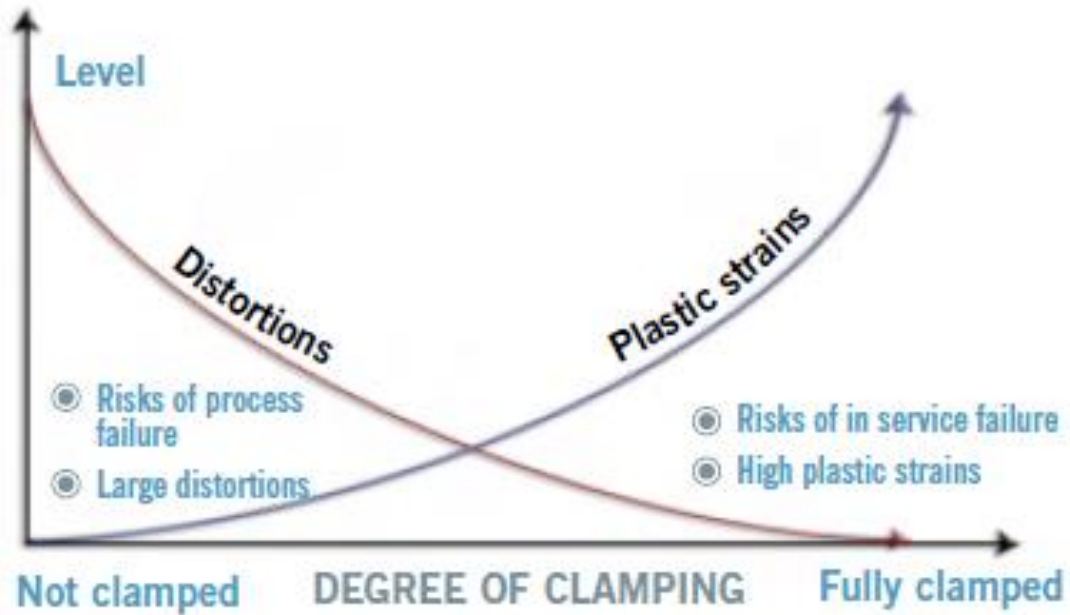 Level
Distortions
Plastic strains
Risks of process
failure
Large distortions
Risks of in service failure
High plastic strains
Not clamped
DEGREE OF CLAMPING
Fully clamped